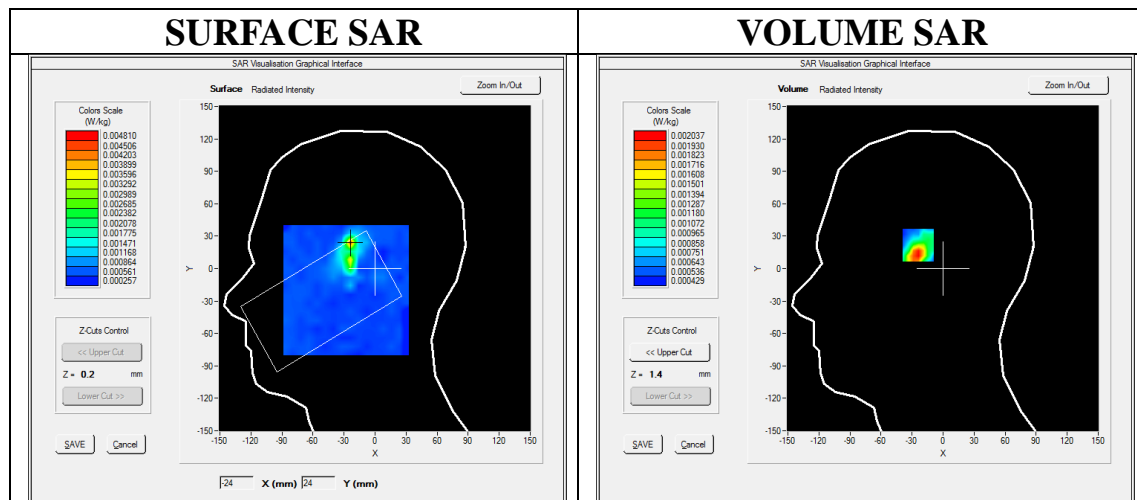 SURFACE SAR
VOLUME SAR
SAR Visualisation Graphical Interface
Surface Radiated Intensity
Zoom In/Out
Colors Scale
(W/kg)
0.004810
0.004506
0.004203
0.003899
0.003596
0.003292
0.002989
0.002685
0.002382
0.002078
0.001775
0.001471
0.001168
0.000864
0.000561
0.000257
150
120
90
60
30
0
-30
-60
-90
-120
-150
Y
-150 -120 -90 -60 -30 0 30 60 90 120 150
X
Z-Cuts Control
<< Upper Cut
Z = 0.2 mm
Lower Cut >>
SAVE Cancel
-24 X (mm) 24 Y (mm)
SAR Visualisation Graphical Interface
Volume Radiated Intensity
Zoom In/Out
Colors Scale
(W/kg)
0.002037
0.001930
0.001823
0.001716
0.001608
0.001501
0.001394
0.001287
0.001180
0.001072
0.000965
0.000858
0.000751
0.000643
0.000536
0.000429
150
120
90
60
30
0
-30
-60
-90
-120
-150
Y
-150 -120 -90 -60 -30 0 30 60 90 120 150
X
Z-Cuts Control
<< Upper Cut
Z = 1.4 mm
Lower Cut >>
SAVE Cancel